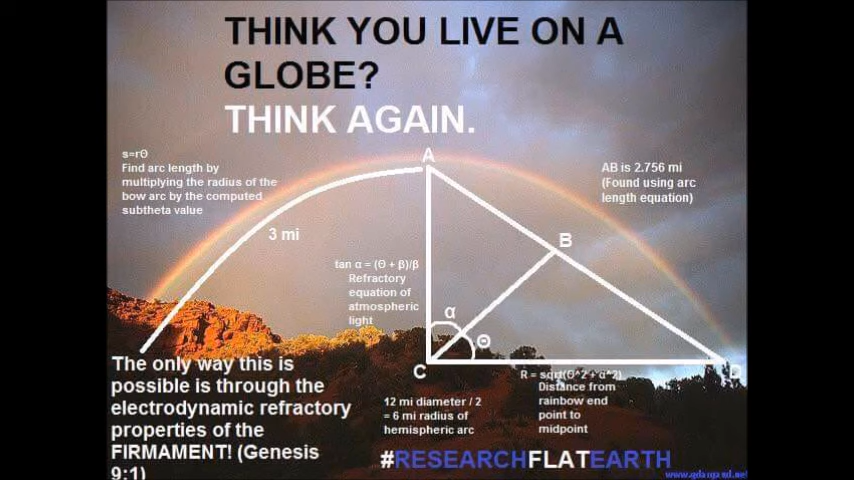 THINK YOU LIVE ON A
GLOBE?
THINK AGAIN.
s=rΘ
Find arc length by
multiplying the radius of the
bow arc by the computed
subtheta value
A
AB is 2.756 mi
(Found using arc
length equation)
3 mi
B
tan α = (Θ + β)/β
Refractory
equation of
atmospheric
light
α
Θ
C
D
The only way this is
possible is through the
electrodynamic refractory
properties of the
FIRMAMENT! (Genesis
9:1)
12 mi diameter / 2
= 6 mi radius of
hemispheric arc
R = sqrt(Θ^2 + α^2)
Distance from
rainbow end
point to
midpoint
#RESEARCHFLATEARTH